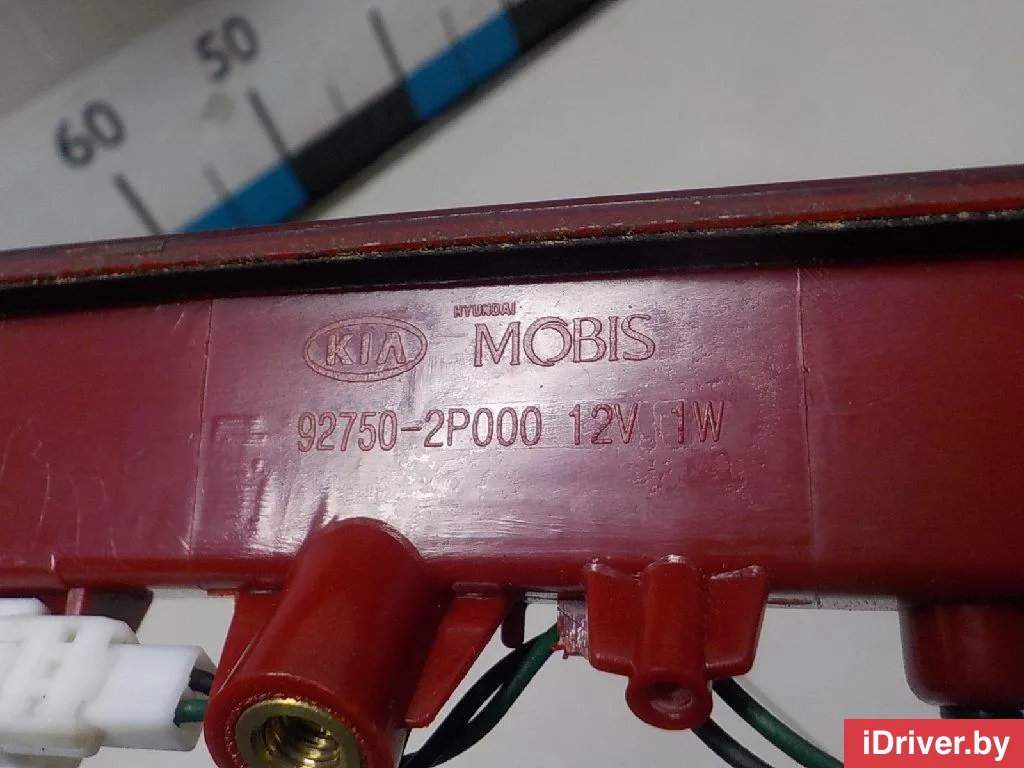 50
60
HYUNDAI
KIA MOBIS
92750-2P000 12V 1W
iDriver.by